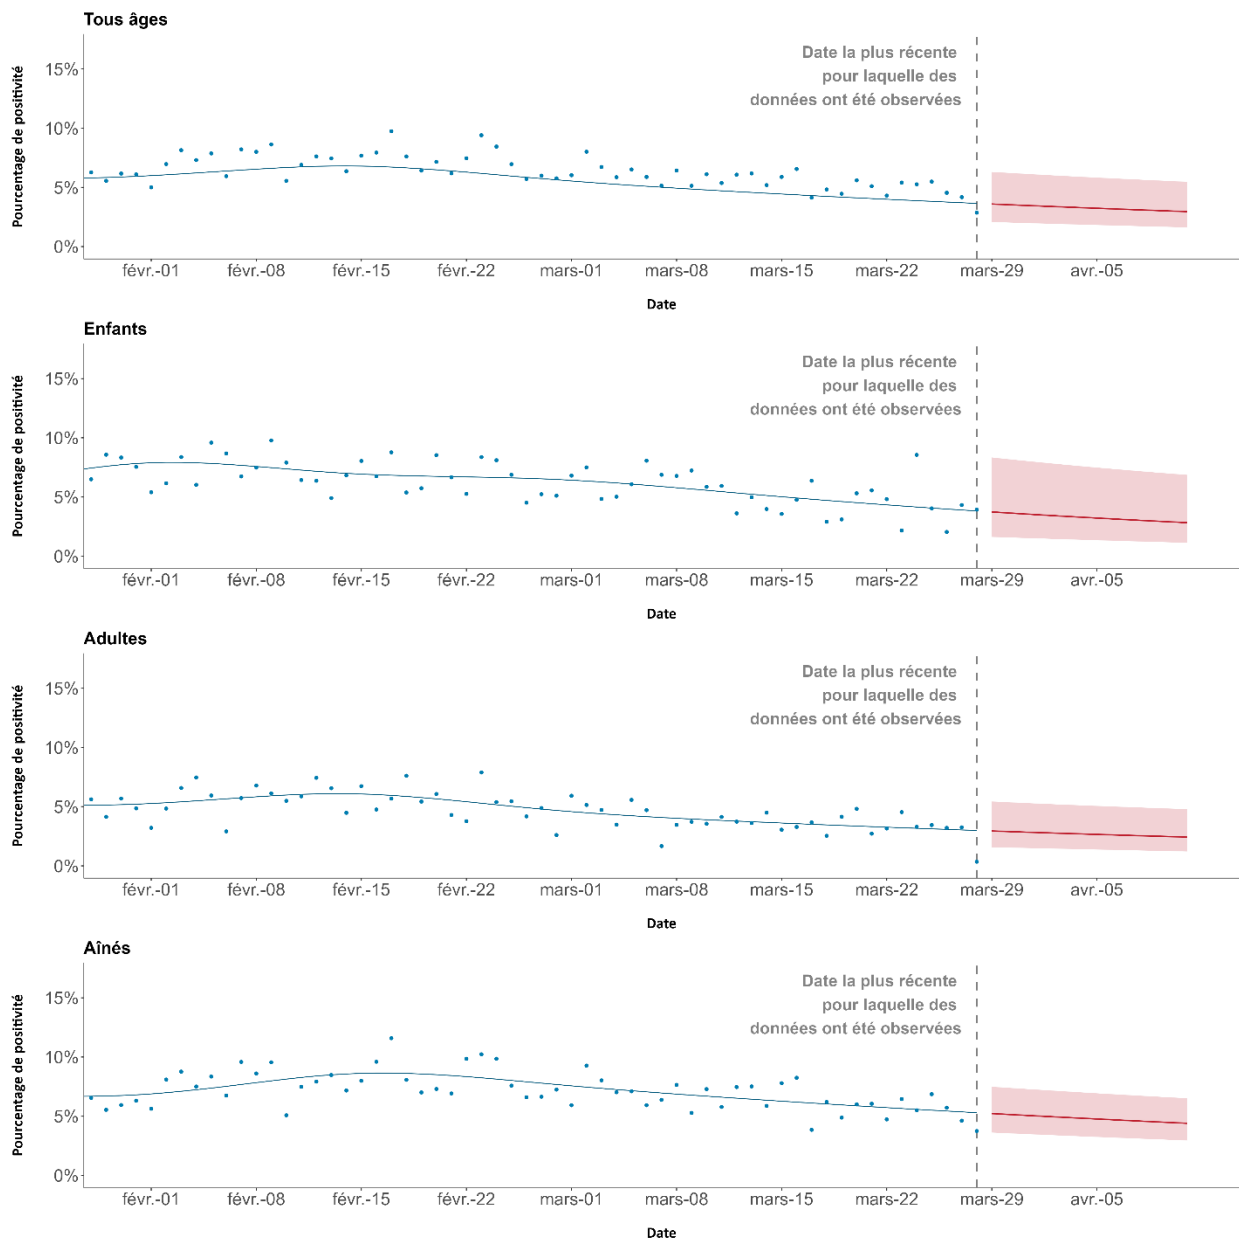 Tous âges
Pourcentage de positivité
15%
10%
5%
0%
Date la plus récente
pour laquelle des
données ont été observées
févr.-01 févr.-08 févr.-15 févr.-22 mars-01 mars-08 mars-15 mars-22 mars-29 avr.-05
Date
Enfants
Pourcentage de positivité
15%
10%
5%
0%
Date la plus récente
pour laquelle des
données ont été observées
févr.-01 févr.-08 févr.-15 févr.-22 mars-01 mars-08 mars-15 mars-22 mars-29 avr.-05
Date
Adultes
Pourcentage de positivité
15%
10%
5%
0%
Date la plus récente
pour laquelle des
données ont été observées
févr.-01 févr.-08 févr.-15 févr.-22 mars-01 mars-08 mars-15 mars-22 mars-29 avr.-05
Date
Aînés
Pourcentage de positivité
15%
10%
5%
0%
Date la plus récente
pour laquelle des
données ont été observées
févr.-01 févr.-08 févr.-15 févr.-22 mars-01 mars-08 mars-15 mars-22 mars-29 avr.-05
Date